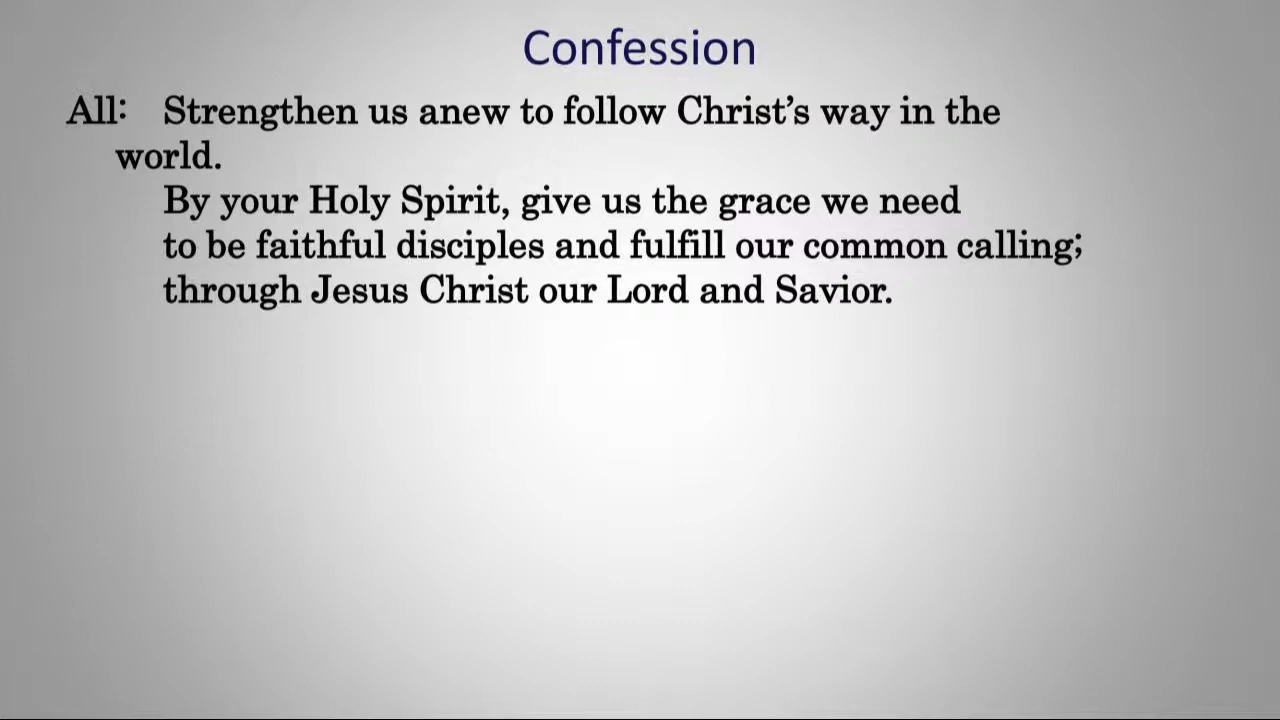 Confession
All: Strengthen us anew to follow Christ’s way in the
world.
By your Holy Spirit, give us the grace we need
to be faithful disciples and fulfill our common calling;
through Jesus Christ our Lord and Savior.